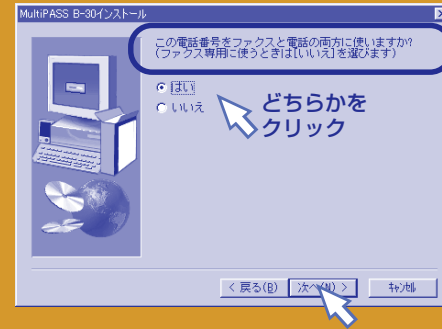 MultiPASS B-30インストール
この電話番号をファクスと電話の両方に使いますか?
(ファクス専用に使うときは[いいえ]を選びます)
はい
いいえ
どちらかを
クリック
< 戻る(B)
次へ(N) >
キャンセル